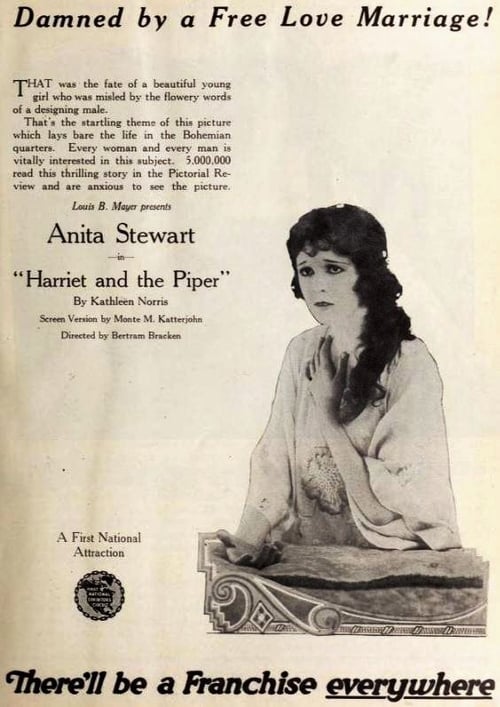 Damned by a Free Love Marriage!
THAT was the fate of a beautiful young
girl who was misled by the flowery words
of a designing male.
That's the startling theme of this picture
which lays bare the life in the Bohemian
quarters. Every woman and every man is
vitally interested in this subject. 5,000,000
read this thrilling story in the Pictorial Re-
view and are anxious to see the picture.
Louis B. Mayer presents
Anita Stewart
—in—
"Harriet and the Piper"
By Kathleen Norris
Screen Version by Monte M. Katterjohn
Directed by Bertram Bracken
A First National
Attraction
FIRST
NATIONAL
EXHIBITORS
CIRCUIT
There'll be a Franchise everywhere